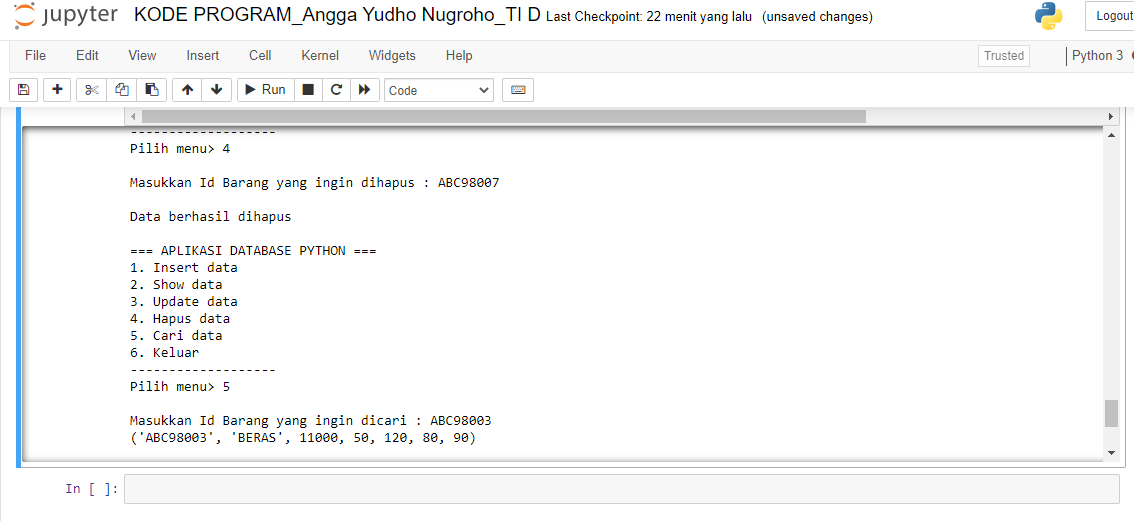 jupyter KODE PROGRAM_Angga Yudho Nugroho_TI D Last Checkpoint: 22 menit yang lalu (unsaved changes)
Logout
File Edit View Insert Cell Kernel Widgets Help Trusted Python 3
Run Code
-------------------
Pilih menu> 4
Masukkan Id Barang yang ingin dihapus : ABC98007
Data berhasil dihapus
=== APLIKASI DATABASE PYTHON ===
1. Insert data
2. Show data
3. Update data
4. Hapus data
5. Cari data
6. Keluar
-------------------
Pilih menu> 5
Masukkan Id Barang yang ingin dicari : ABC98003
('ABC98003', 'BERAS', 11000, 50, 120, 80, 90)
In [ ]: